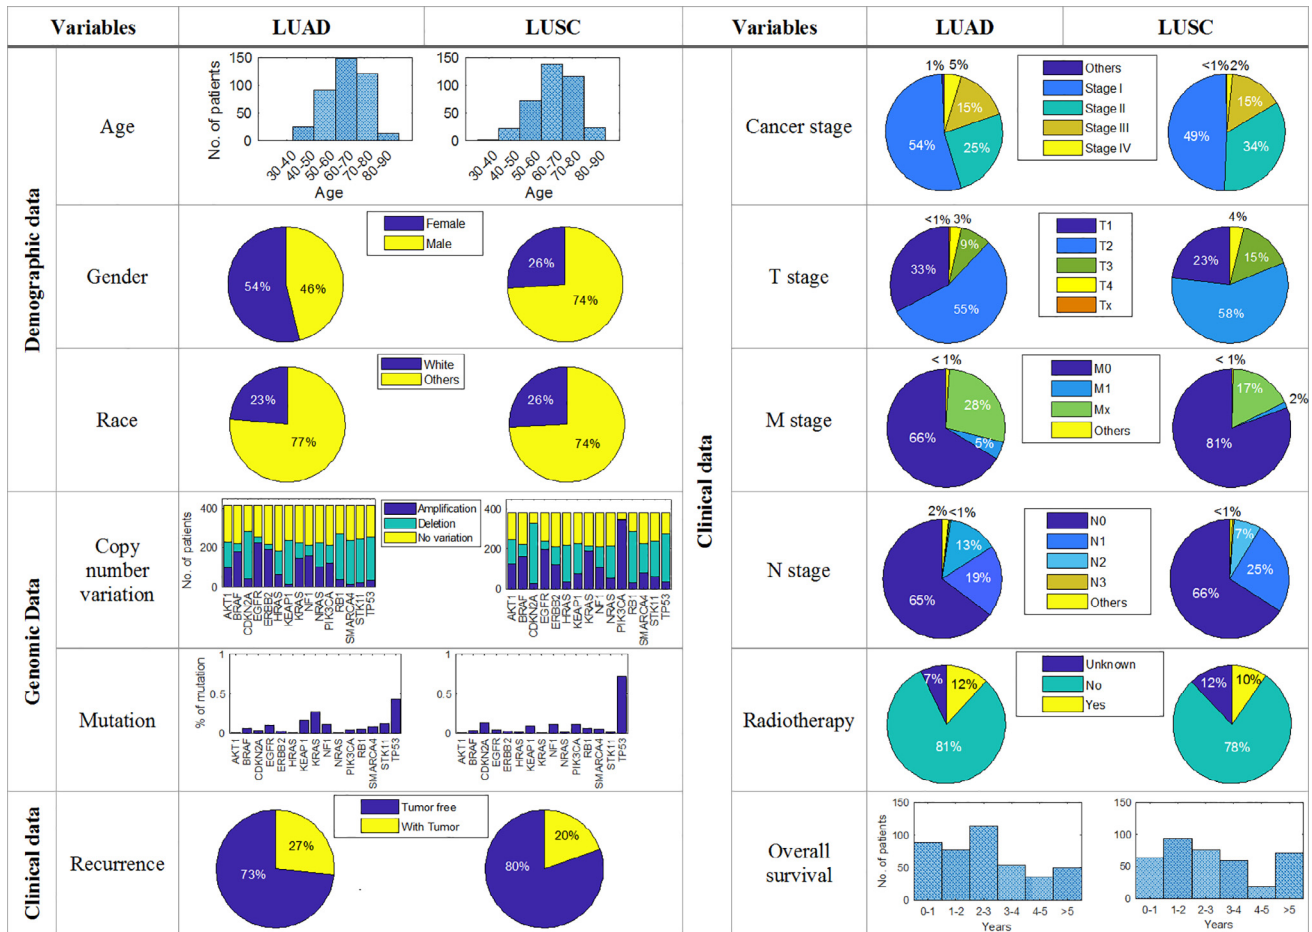 Variables LUAD LUSC Variables LUAD LUSC
Demographic data
Age
No. of patients
150
100
50
0
30-40 40-50 50-60 60-70 70-80 80-90
Age
150
100
50
0
30-40 40-50 50-60 60-70 70-80 80-90
Age
Gender
54% 46%
Female
Male
26% 74%
Race
23% 77%
White
Others
26% 74%
Genomic Data
Copy
number
variation
No. of patients
400
200
0
AKT1 BRAF CDKN2A EGFR ERBB2 HRAS KEAP1 KRAS NF1 NRAS PIK3CA RB1 SMARCA4 STK11 TP53
Amplification
Deletion
No variation
400
200
0
AKT1 BRAF CDKN2A EGFR ERBB2 HRAS KEAP1 KRAS NF1 NRAS PIK3CA RB1 SMARCA4 STK11 TP53
Mutation
% of mutation
1
0.5
0
AKT1 BRAF CDKN2A EGFR ERBB2 HRAS KEAP1 KRAS NF1 NRAS PIK3CA RB1 SMARCA4 STK11 TP53
1
0.5
0
AKT1 BRAF CDKN2A EGFR ERBB2 HRAS KEAP1 KRAS NF1 NRAS PIK3CA RB1 SMARCA4 STK11 TP53
Clinical data
Recurrence
73% 27%
Tumor free
With Tumor
80% 20%
Clinical data
Cancer stage
1% 5%
15%
54% 25%
Others
Stage I
Stage II
Stage III
Stage IV
<1% 2%
15%
49% 34%
T stage
<1% 3%
9%
33%
55%
T1
T2
T3
T4
Tx
4%
23% 15%
58%
M stage
< 1%
28%
66% 5%
M0
M1
Mx
Others
< 1%
17%
2%
81%
N stage
2% <1%
13%
19%
65%
N0
N1
N2
N3
Others
<1%
7%
25%
66%
Radiotherapy
7% 12%
81%
Unknown
No
Yes
12% 10%
78%
Overall
survival
No. of patients
150
100
50
0
0-1 1-2 2-3 3-4 4-5 >5
Years
150
100
50
0
0-1 1-2 2-3 3-4 4-5 >5
Years